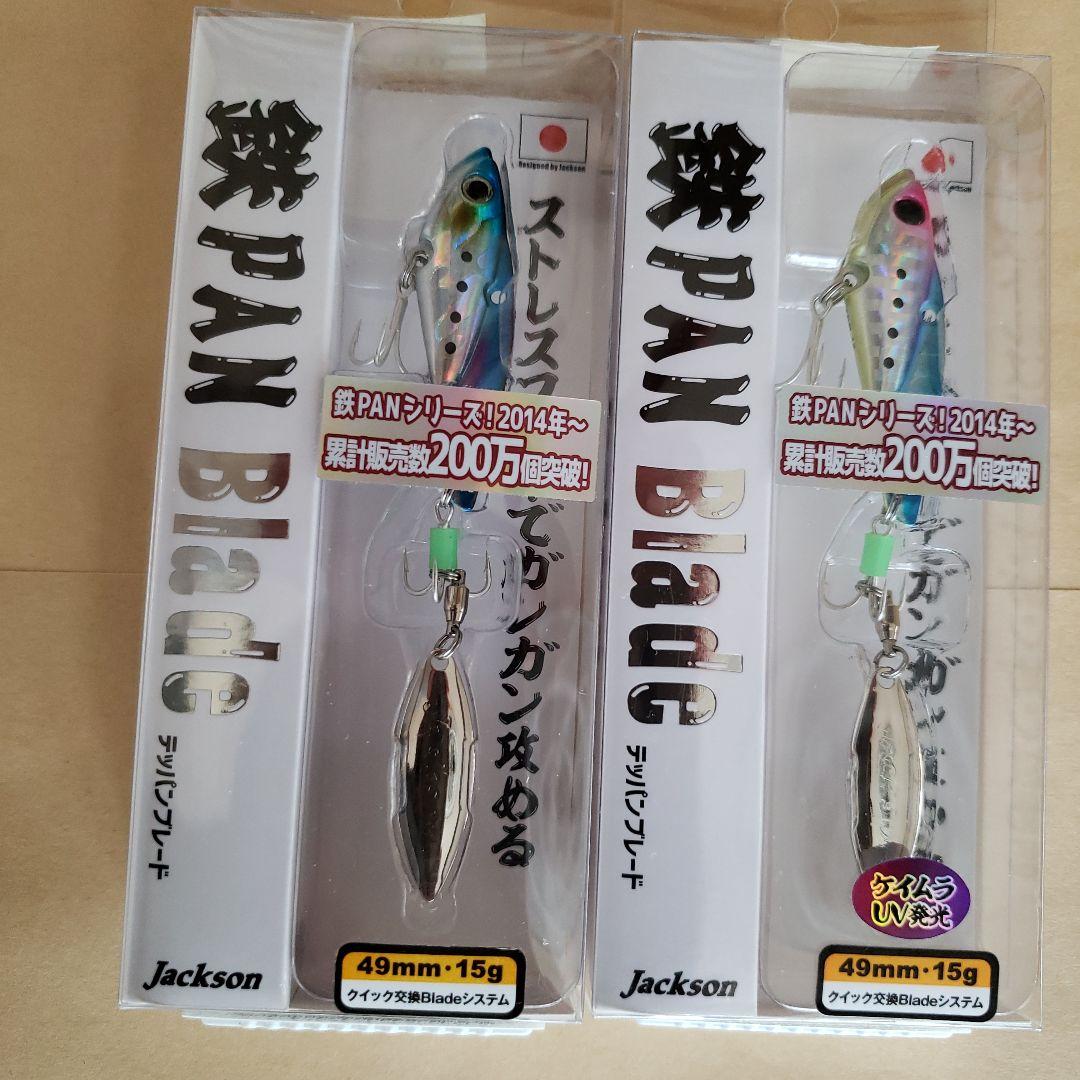 鉄PAN Blade
テッパンブレード
Jackson
Designed by Jackson
ストレス
でガンガン攻める
鉄PANシリーズ!2014年〜
累計販売数200万個突破!
49mm・15g
クイック交換Bladeシステム
鉄PAN Blade
テッパンブレード
Jackson
Jackson
でガンガン
鉄PANシリーズ!2014年〜
累計販売数200万個突破!
ケイムラ
UV発光
49mm・15g
クイック交換Bladeシステム